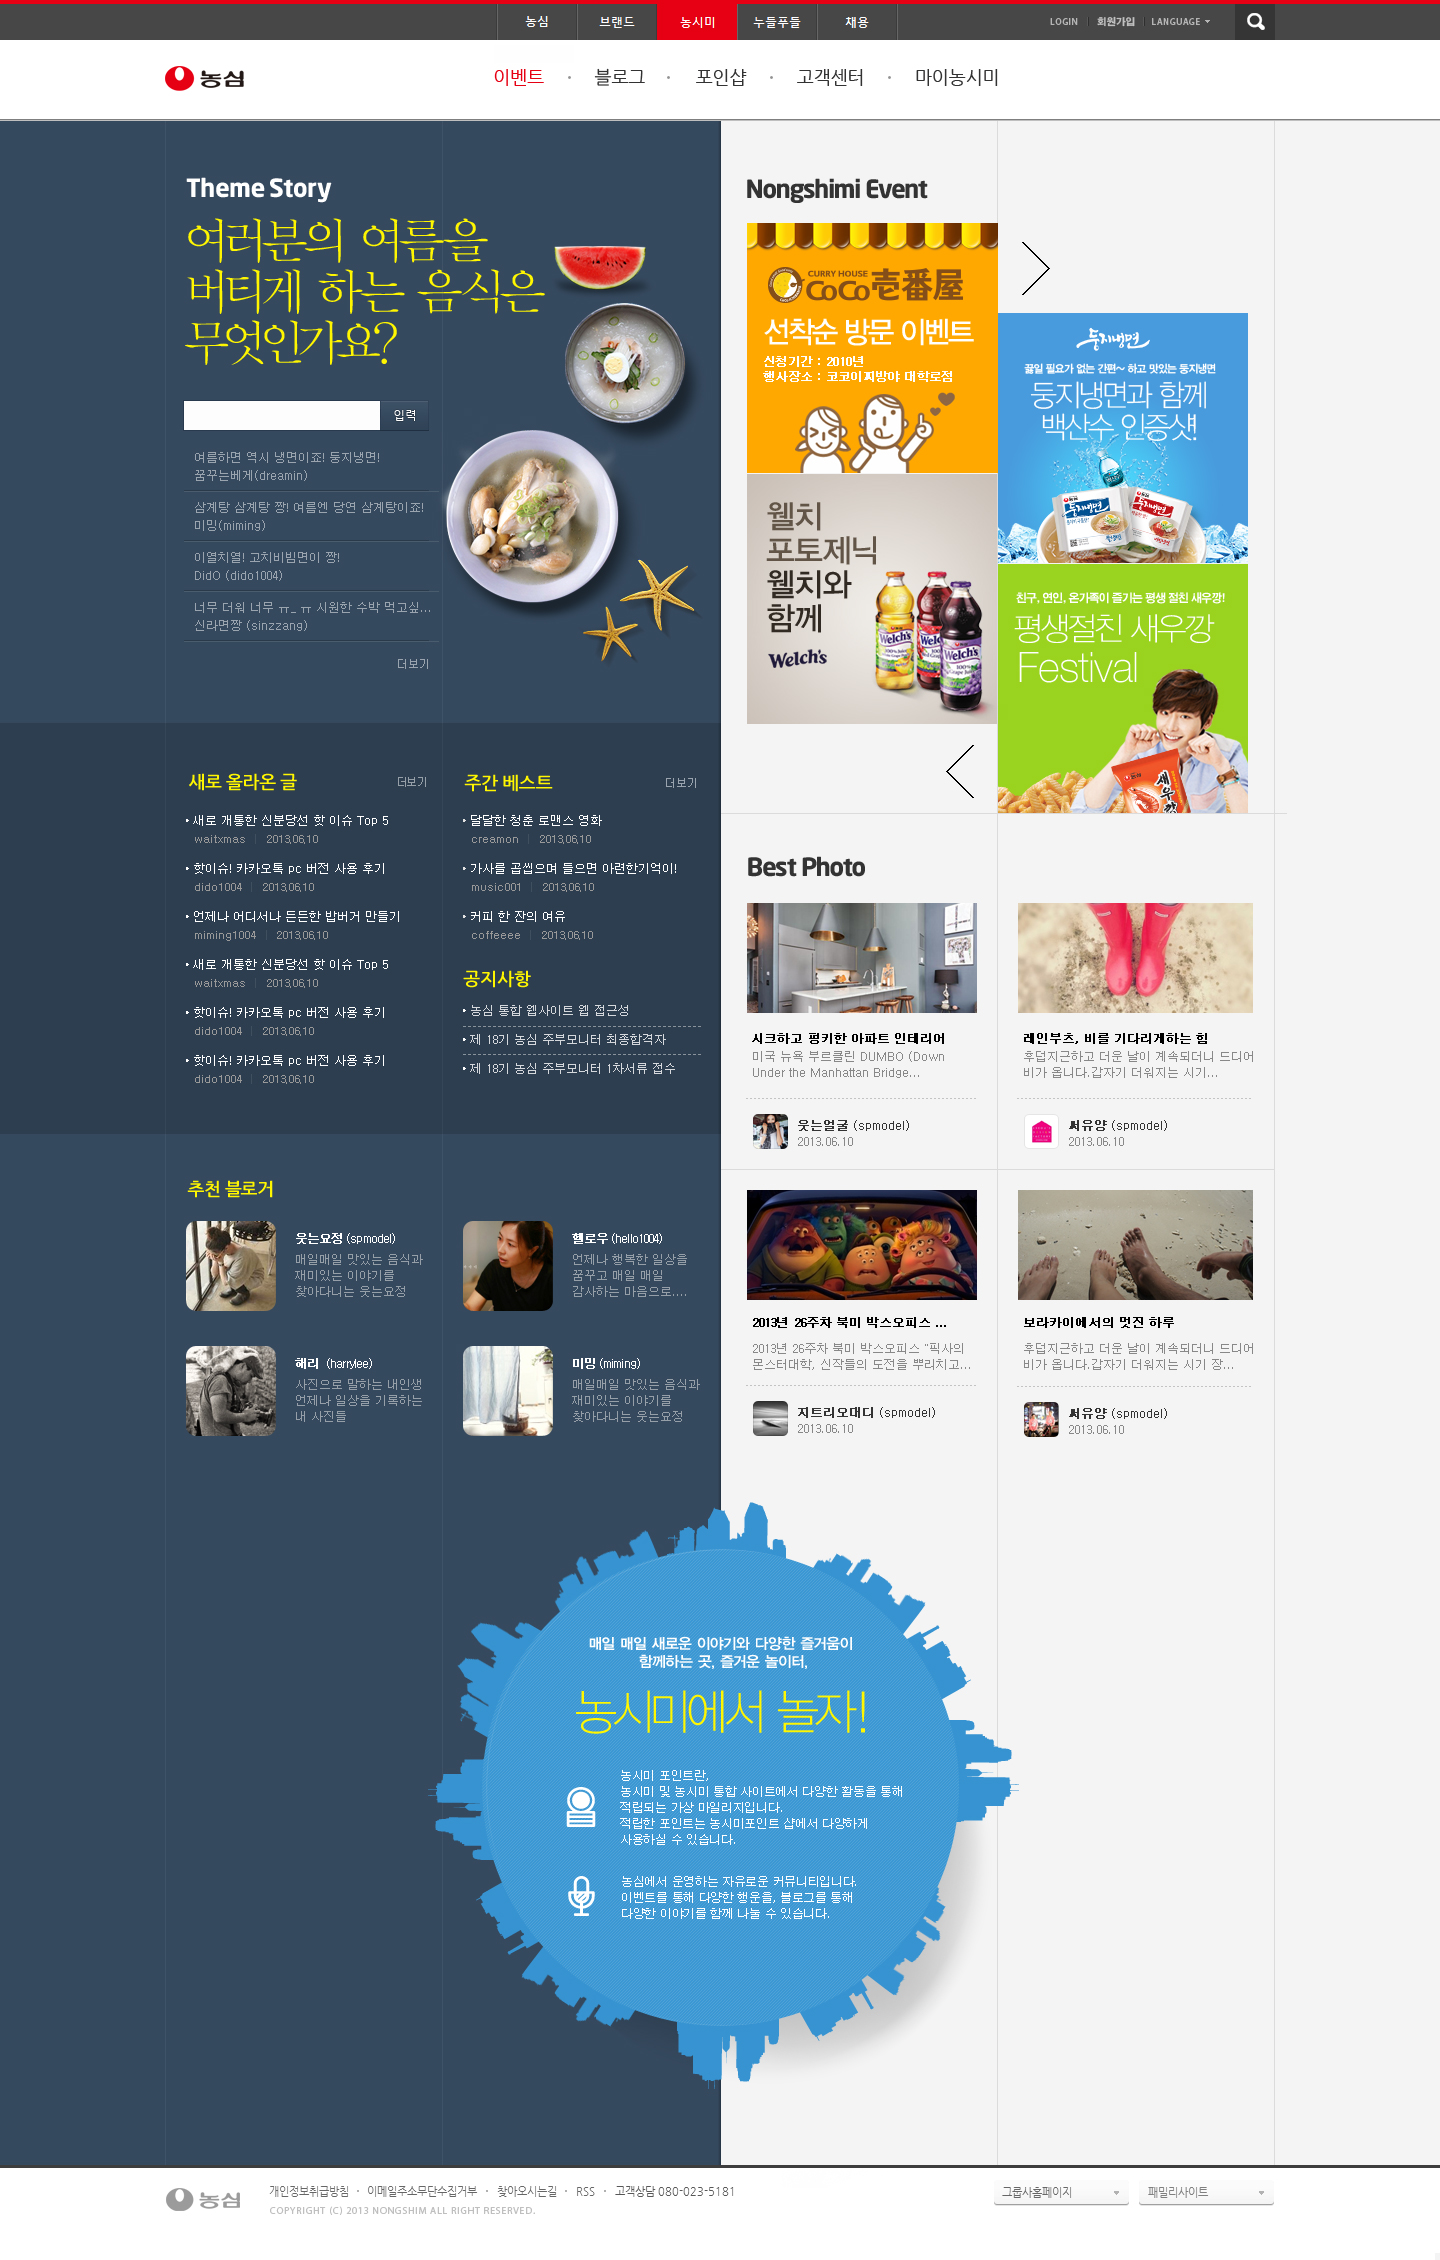 농심 브랜드 농시미 누들푸들 채용 LOGIN 회원가입 LANGUAGE
농심 이벤트 블로그 포인샵 고객센터 마이농시미
Theme Story
여러분의 여름을
버티게 하는 음식은
무엇인가요?
입력
여름하면 역시 냉면이죠! 둥지냉면!
꿈꾸는베게(dreamin)
삼계탕 삼계탕 짱! 여름엔 당연 삼계탕이죠!
미밍(miming)
이열치열! 고치비빔면이 짱!
DidO (dido1004)
너무 더워 너무 ㅠ_ㅠ 시원한 수박 먹고싶...
신라면짱 (sinzzang)
더보기
Nongshimi Event
CURRY HOUSE
CoCo壱番屋
선착순 방문 이벤트
신청기간 : 2010년
행사장소 : 코코이찌방야 대학로점
둥지냉면
끓일 필요가 없는 간편~ 하고 맛있는 둥지냉면
둥지냉면과 함께
백산수 인증샷!
둥지냉면
둥지냉면
웰치
포토제닉
웰치와
함께
Welch's
Welch's
Welch's
Welch's
친구, 연인, 온가족이 즐기는 평생 절친 새우깡!
평생절친 새우깡
Festival
농심
새우깡
새로 올라온 글 더보기
새로 개통한 신분당선 핫 이슈 Top 5
waitxmas 2013.06.10
핫이슈! 카카오톡 pc 버전 사용 후기
dido1004 2013.06.10
언제나 어디서나 든든한 밥버거 만들기
miming1004 2013.06.10
새로 개통한 신분당선 핫 이슈 Top 5
waitxmas 2013.06.10
핫이슈! 카카오톡 pc 버전 사용 후기
dido1004 2013.06.10
핫이슈! 카카오톡 pc 버전 사용 후기
dido1004 2013.06.10
주간 베스트 더보기
달달한 청춘 로맨스 영화
creamon 2013.06.10
가사를 곱씹으며 들으면 아련한기억이!
music001 2013.06.10
커피 한 잔의 여유
coffeeee 2013.06.10
공지사항
농심 통합 웹사이트 웹 접근성
제 18기 농심 주부모니터 최종합격자
제 18기 농심 주부모니터 1차서류 접수
Best Photo
시크하고 펑키한 아파트 인테리어
미국 뉴욕 부르클린 DUMBO (Down
Under the Manhattan Bridge...
웃는얼굴 (spmodel)
2013.06.10
레인부츠, 비를 기다리게하는 힘
후덥지근하고 더운 날이 계속되더니 드디어
비가 옵니다.갑자기 더워지는 시기...
써유양 (spmodel)
2013.06.10
2013년 26주차 북미 박스오피스 ...
2013년 26주차 북미 박스오피스 "픽사의
몬스터대학, 신작들의 도전을 뿌리치고...
지트리오대디 (spmodel)
2013.06.10
보라카이에서의 멋진 하루
후덥지근하고 더운 날이 계속되더니 드디어
비가 옵니다.갑자기 더워지는 시기 장...
써유양 (spmodel)
2013.06.10
추천 블로거
웃는요정 (spmodel)
매일매일 맛있는 음식과
재미있는 이야기를
찾아다니는 웃는요정
헬로우 (hello1004)
언제나 행복한 일상을
꿈꾸고 매일 매일
감사하는 마음으로....
해리 (harrylee)
사진으로 말하는 내인생
언제나 일상을 기록하는
내 사진들
미밍 (miming)
매일매일 맛있는 음식과
재미있는 이야기를
찾아다니는 웃는요정
매일 매일 새로운 이야기와 다양한 즐거움이
함께하는 곳, 즐거운 놀이터,
농시미에서 놀자!
농시미 포인트란,
농시미 및 농시미 통합 사이트에서 다양한 활동을 통해
적립되는 가상 마일리지입니다.
적립한 포인트는 농시미포인트 샵에서 다양하게
사용하실 수 있습니다.
농심에서 운영하는 자유로운 커뮤니티입니다.
이벤트를 통해 다양한 행운을, 블로그를 통해
다양한 이야기를 함께 나눌 수 있습니다.
농심 개인정보취급방침 이메일주소무단수집거부 찾아오시는길 RSS 고객상담 080-023-5181 그룹사홈페이지 패밀리사이트
COPYRIGHT (C) 2013 NONGSHIM ALL RIGHT RESERVED.